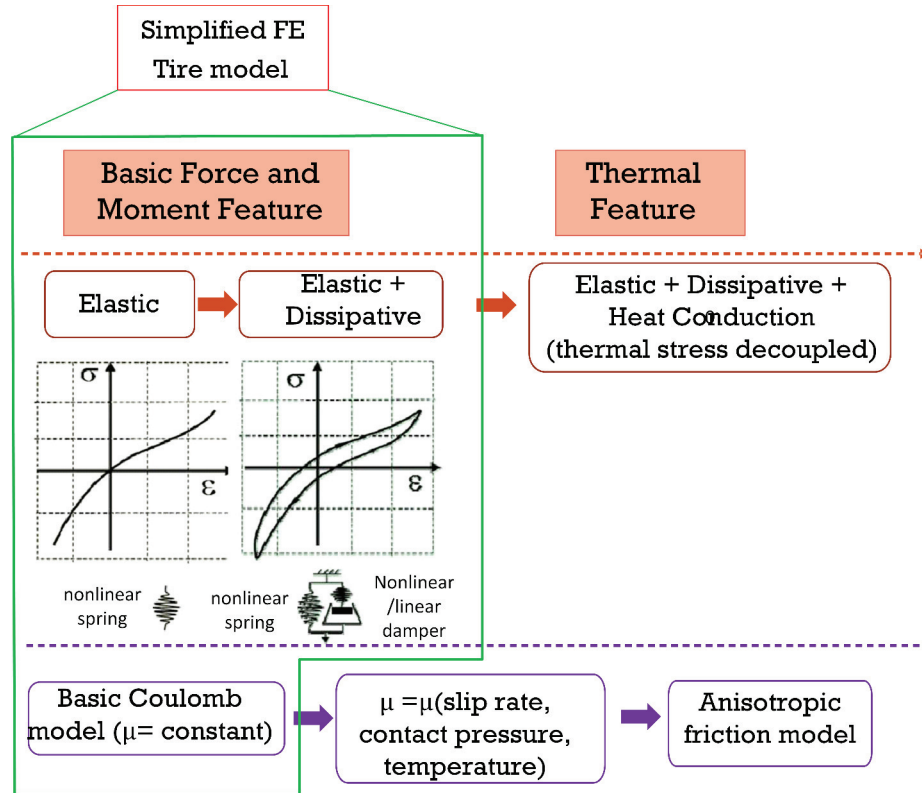 Simplified FE
Tire model
Basic Force and
Moment Feature
Thermal
Feature
Elastic
Elastic +
Dissipative
Elastic + Dissipative +
Heat Conduction
(thermal stress decoupled)
σ
ε
σ
ε
nonlinear
spring
nonlinear
spring
Nonlinear
/linear
damper
Basic Coulomb
model (μ= constant)
μ =μ(slip rate,
contact pressure,
temperature)
Anisotropic
friction model